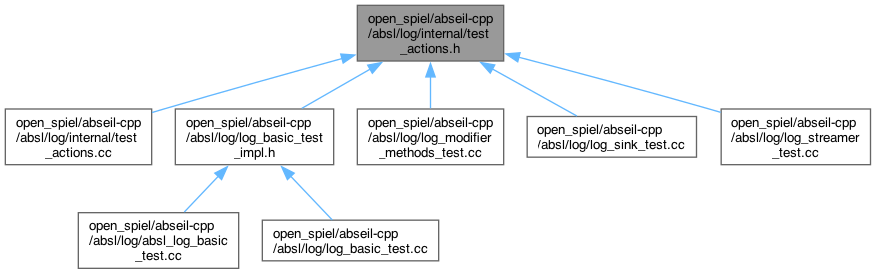 open_spiel/abseil-cpp
/absl/log/internal/test
_actions.h
open_spiel/abseil-cpp
/absl/log/internal/test
_actions.cc
open_spiel/abseil-cpp
/absl/log/log_basic_test
_impl.h
open_spiel/abseil-cpp
/absl/log/log_modifier
_methods_test.cc
open_spiel/abseil-cpp
/absl/log/log_sink_test.cc
open_spiel/abseil-cpp
/absl/log/log_streamer
_test.cc
open_spiel/abseil-cpp
/absl/log/absl_log_basic
_test.cc
open_spiel/abseil-cpp
/absl/log/log_basic_test.cc